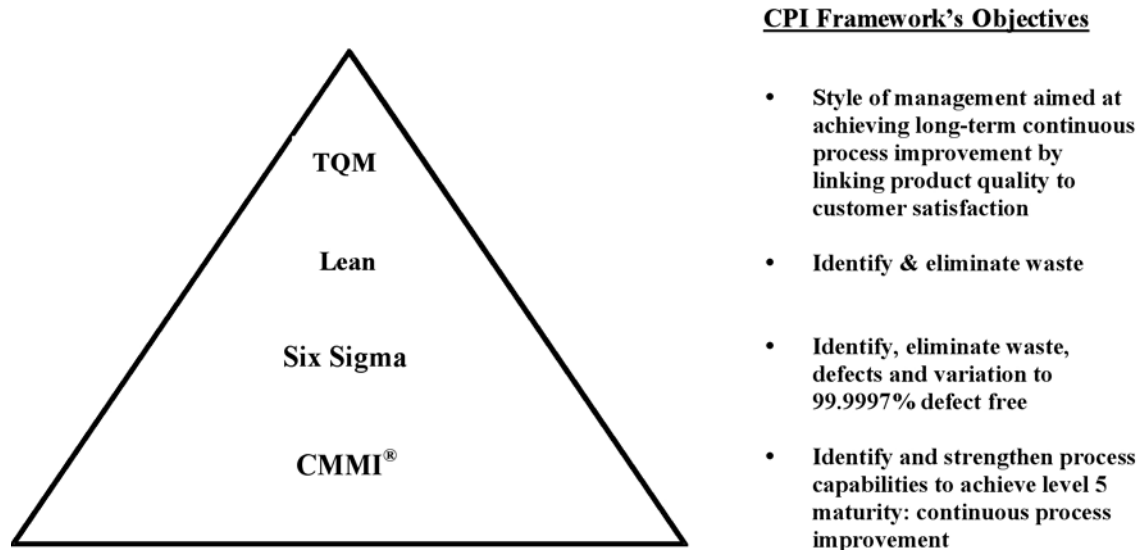 CPI Framework's Objectives
TQM
Lean
Six Sigma
CMMI®
• Style of management aimed at
achieving long-term continuous
process improvement by
linking product quality to
customer satisfaction
• Identify & eliminate waste
• Identify, eliminate waste,
defects and variation to
99.9997% defect free
• Identify and strengthen process
capabilities to achieve level 5
maturity: continuous process
improvement